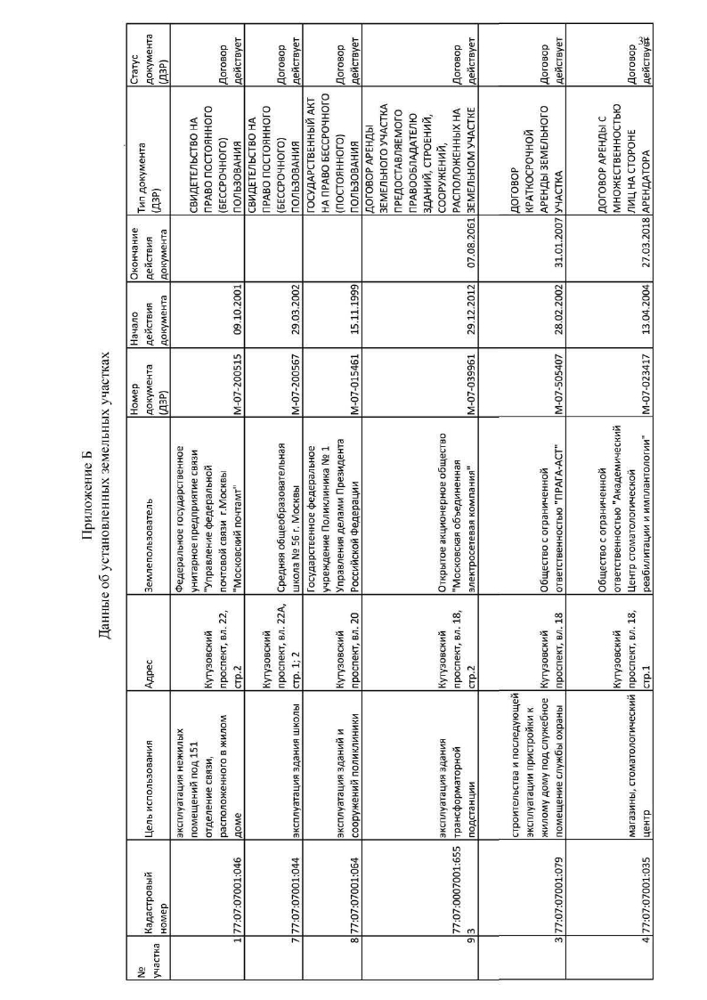 Приложение Б
Данные об установленных земельных участках
№
участка
Кадастровый
номер
Цель использования
Адрес
Землепользователь
Номер
документа
(ДЗР)
Начало
действия
документа
Окончание
действия
документа
Тип документа
(ДЗР)
Статус
документа
(ДЗР)
1
77:07:07001:046
эксплуатация нежилых
помещений под 151
отделение связи,
расположенного в жилом
доме
Кутузовский
проспект, вл. 22,
стр.2
Федеральное государственное
унитарное предприятие связи
"Управление федеральной
почтовой связи г.Москвы
"Московский почтамт"
М-07-200515
09.10.2001
СВИДЕТЕЛЬСТВО НА
ПРАВО ПОСТОЯННОГО
(БЕССРОЧНОГО)
ПОЛЬЗОВАНИЯ
Договор
действует
7
77:07:07001:044
эксплуатация здания школы
Кутузовский
проспект, вл. 22А,
стр. 1; 2
Средняя общеобразовательная
школа № 56 г. Москвы
М-07-200567
29.03.2002
СВИДЕТЕЛЬСТВО НА
ПРАВО ПОСТОЯННОГО
(БЕССРОЧНОГО)
ПОЛЬЗОВАНИЯ
Договор
действует
8
77:07:07001:064
эксплуатация зданий и
сооружений поликлиники
Кутузовский
проспект, вл. 20
Государственное федеральное
учреждение Поликлиника № 1
Управления делами Президента
Российской Федерации
М-07-015461
15.11.1999
ГОСУДАРСТВЕННЫЙ АКТ
НА ПРАВО БЕССРОЧНОГО
(ПОСТОЯННОГО)
ПОЛЬЗОВАНИЯ
Договор
действует
9
77:07:0007001:655
3
эксплуатация здания
трансформаторной
подстанции
Кутузовский
проспект, вл. 18,
стр.2
Открытое акционерное общество
"Московская объединенная
электросетевая компания"
М-07-039961
29.12.2012
07.08.2061
ДОГОВОР АРЕНДЫ
ЗЕМЕЛЬНОГО УЧАСТКА
ПРЕДОСТАВЛЯЕМОГО
ПРАВООБЛАДАТЕЛЮ
ЗДАНИЙ, СТРОЕНИЙ,
СООРУЖЕНИЙ,
РАСПОЛОЖЕННЫХ НА
ЗЕМЕЛЬНОМ УЧАСТКЕ
Договор
действует
3
77:07:07001:079
строительства и последующей
эксплуатации пристройки к
жилому дому под служебное
помещение службы охраны
Кутузовский
проспект, вл. 18
Общество с ограниченной
ответственностью "ПРАГА-АСТ"
М-07-505407
28.02.2002
31.01.2007
ДОГОВОР
КРАТКОСРОЧНОЙ
АРЕНДЫ ЗЕМЕЛЬНОГО
УЧАСТКА
Договор
действует
4
77:07:07001:035
магазины, стоматологический
центр
Кутузовский
проспект, вл. 18,
стр.1
Общество с ограниченной
ответственностью "Академический
Центр стоматологической
реабилитации и имплантологии"
М-07-023417
13.04.2004
27.03.2018
ДОГОВОР АРЕНДЫ С
МНОЖЕСТВЕННОСТЬЮ
ЛИЦ НА СТОРОНЕ
АРЕНДАТОРА
Договор
действует
3